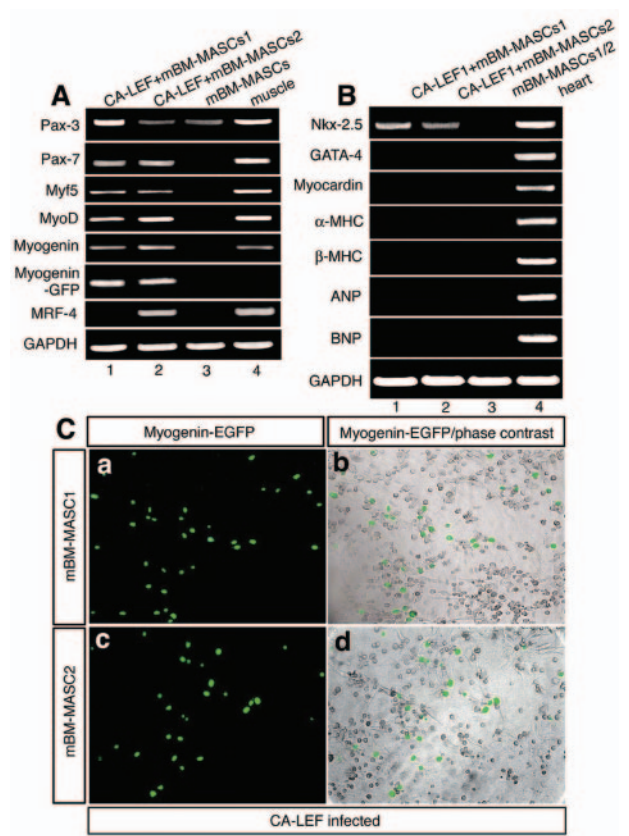 A
CA-LEF+mBM-MASCs1
CA-LEF+mBM-MASCs2
mBM-MASCs
muscle
Pax-3
Pax-7
Myf5
MyoD
Myogenin
Myogenin
-GFP
MRF-4
GAPDH
1 2 3 4
B
CA-LEF1+mBM-MASCs1
CA-LEF1+mBM-MASCs2
mBM-MASCs1/2
heart
Nkx-2.5
GATA-4
Myocardin
α-MHC
β-MHC
ANP
BNP
GAPDH
1 2 3 4
C
Myogenin-EGFP
Myogenin-EGFP/phase contrast
mBM-MASC1
a
b
mBM-MASC2
c
d
CA-LEF infected